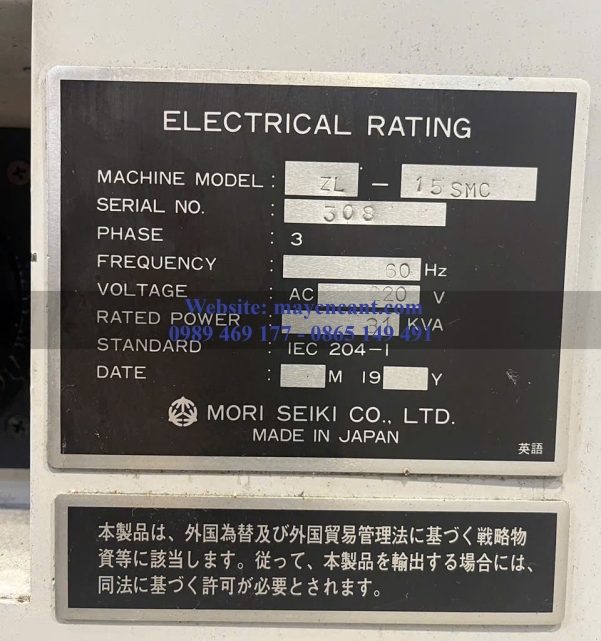 ELECTRICAL RATING
MACHINE MODEL : ZL - 15 SMC
SERIAL NO. : 308
PHASE : 3
FREQUENCY : 60 Hz
VOLTAGE : AC 220 V
Website: mayencant.com
RATED POWER : KVA
0989 469 177 - 0865 149 491
STANDARD : IEC 204-1
DATE : M 19 Y
MORI SEIKI CO., LTD.
MADE IN JAPAN
英語
本製品は、外国為替及び外国貿易管理法に基づく戦略物
資等に該当します。従って、本製品を輸出する場合には、
同法に基づく許可が必要とされます。